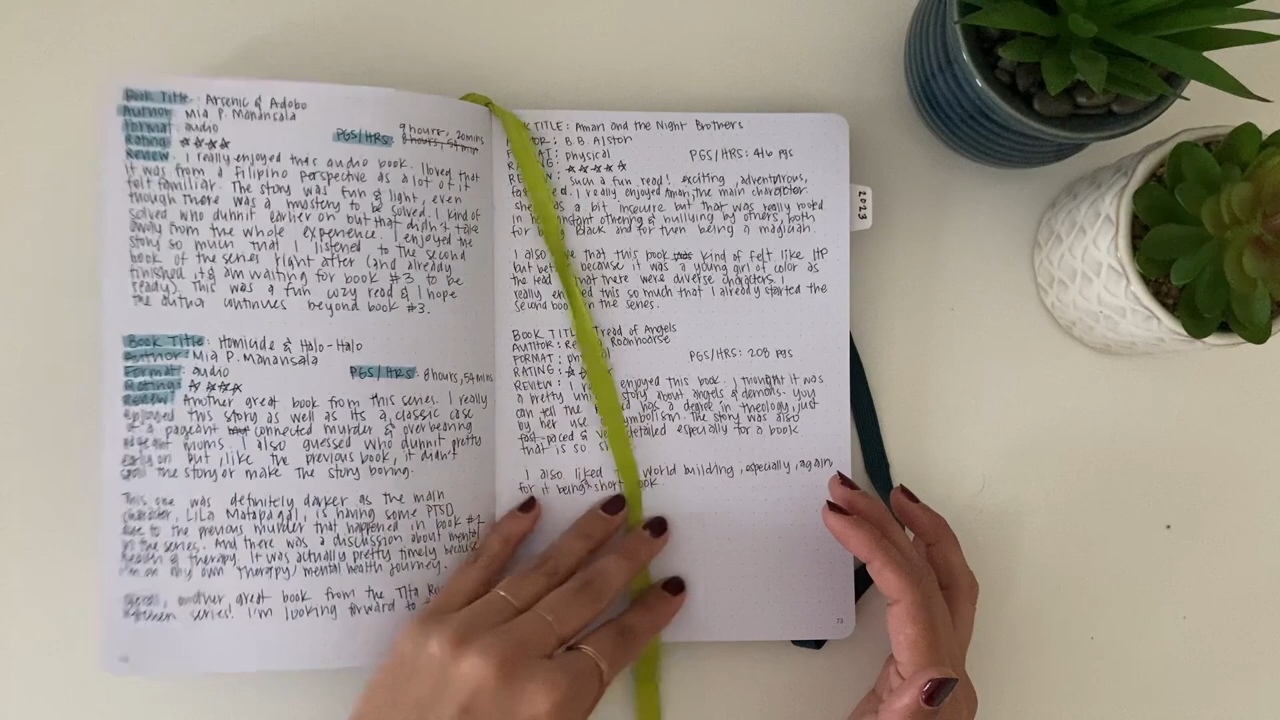 Book Title: Arsenic & Adobo
Author: Mia P. Manansala
Format: audio
PGS/HRS: 9 hours, 20mins
8 hours, 54 min
Rating: ☆☆☆☆
Review: I really enjoyed this audio book. I loved that
it was from a Filipino perspective as a lot of it
felt familiar. The story was fun & light, even
though there was a mystery to be solved. I kind of
solved who dunnit earlier on but that didn't take
away from the whole experience. I enjoyed the
story so much that I listened to the second
book of the series right after (and already
finished it & am waiting for book #3 to be
ready). This was a fun cozy read & I hope
the author continues beyond book #3.
Book Title: Homicide & Halo-Halo
Author: Mia P. Manansala
Format: audio
PGS/HRS: 8 hours, 54 mins
Rating: ☆☆☆☆
Review: Another great book from this series. I really
enjoyed this story as well as its a classic case
of a pageant connected murder & overbearing
pageant moms. I also guessed who dunnit pretty
early on but, like the previous book, it didn't
spoil the story or make the story boring.
This one was definitely darker as the main
character, Lila Macapagal, is having some PTSD
due to the previous murder that happened in book #1
in the series. And there was a discussion about mental
health & therapy. It was actually pretty timely because
I'm on my own therapy/mental health journey.
another great book from the Tita
series! I'm looking forward to
TITLE: Amari and the Night Brothers
B.B. Alston
physical
PGS/HRS: 416 pgs
☆☆☆☆☆
such a fun read! exciting, adventurous,
I really enjoyed Amari, the main character.
she was a bit insecure but that was really rooted
in constant othering & bullying by others, both
for being Black and for then being a magician.
I also that this book kind of felt like HP
but because it was a young girl of color as
the that there were diverse characters. I
really this so much that I already started the
second book in the series.
BOOK TITLE: Tread of Angels
AUTHOR: Roanhorse
FORMAT: physical
PGS/HRS: 208 pgs
RATING:
REVIEW: I enjoyed this book. I thought it was
a pretty story about angels & demons. You
can tell the has a degree in theology just
by her use symbolism. The story was also
fast-paced & detailed especially for a book
that is so
I also liked world building, especially, again,
for it being a short book.
2023
73